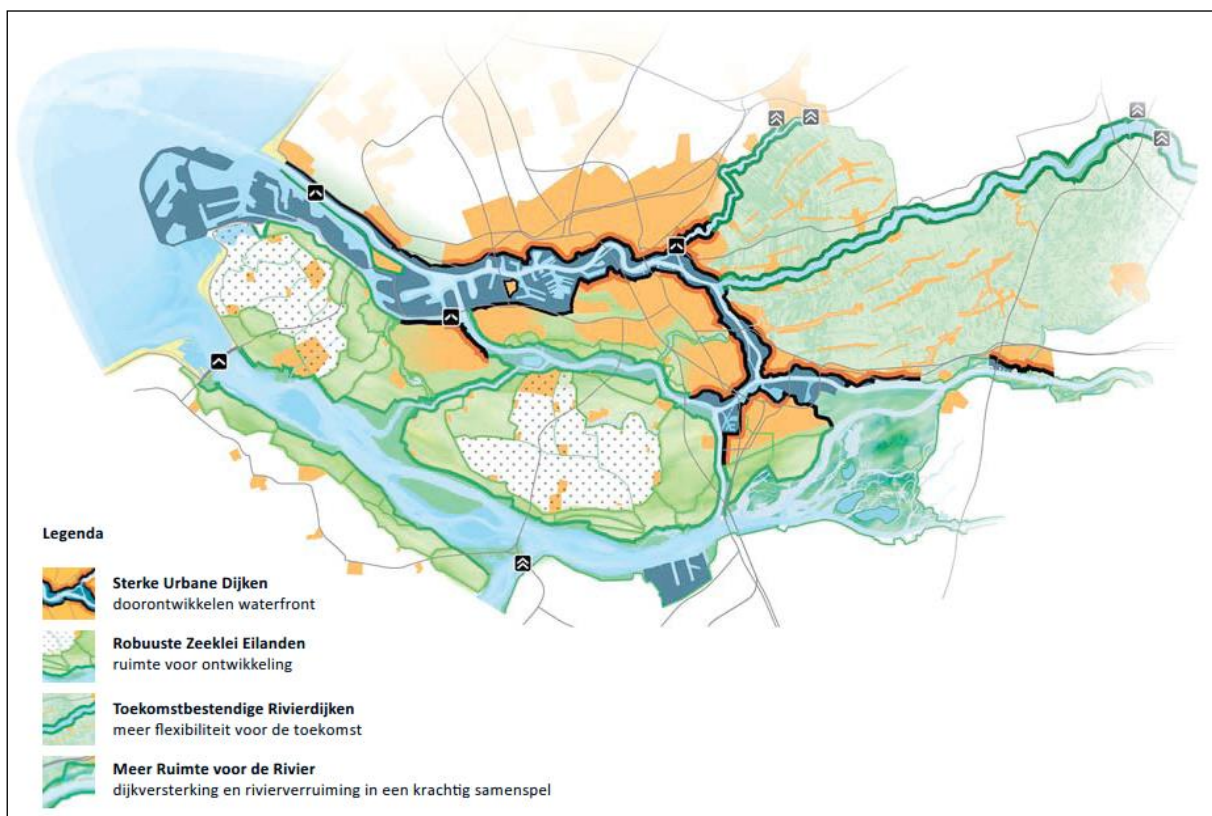 Legenda
Sterke Urbane Dijken
doorontwikkelen waterfront
Robuuste Zeeklei Eilanden
ruimte voor ontwikkeling
Toekomstbestendige Rivierdijken
meer flexibiliteit voor de toekomst
Meer Ruimte voor de Rivier
dijkversterking en rivierverruiming in een krachtig samenspel